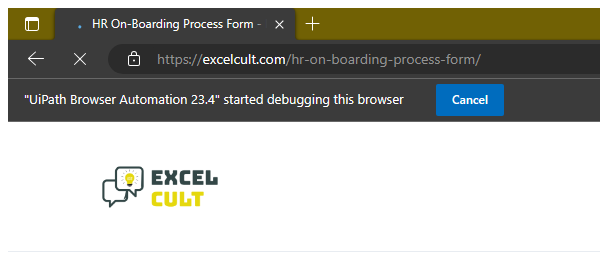 HR On-Boarding Process Form -
https://excelcult.com/hr-on-boarding-process-form/
"UiPath Browser Automation 23.4" started debugging this browser
Cancel
EXCEL
CULT